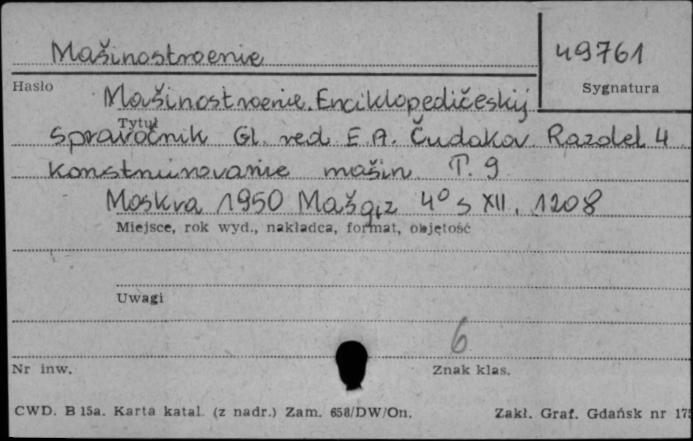 Mašinostroenie
49761
Hasło
Sygnatura
Mašinostroenie. Enciklopedičeskij
Tytuł
spravočnik Gl. red. E. A. Čudakov Razdel 4
Konstruirovanie mašin T. 9
Moskva 1950 Mašgiz 4° s XII, 1208
Miejsce, rok wyd., nakładca, format, objętość
Uwagi
6
Nr inw.
Znak klas.
CWD. B 15a. Karta katal. (z nadr.) Zam. 658/DW/On.
Zakł. Graf. Gdańsk nr 175